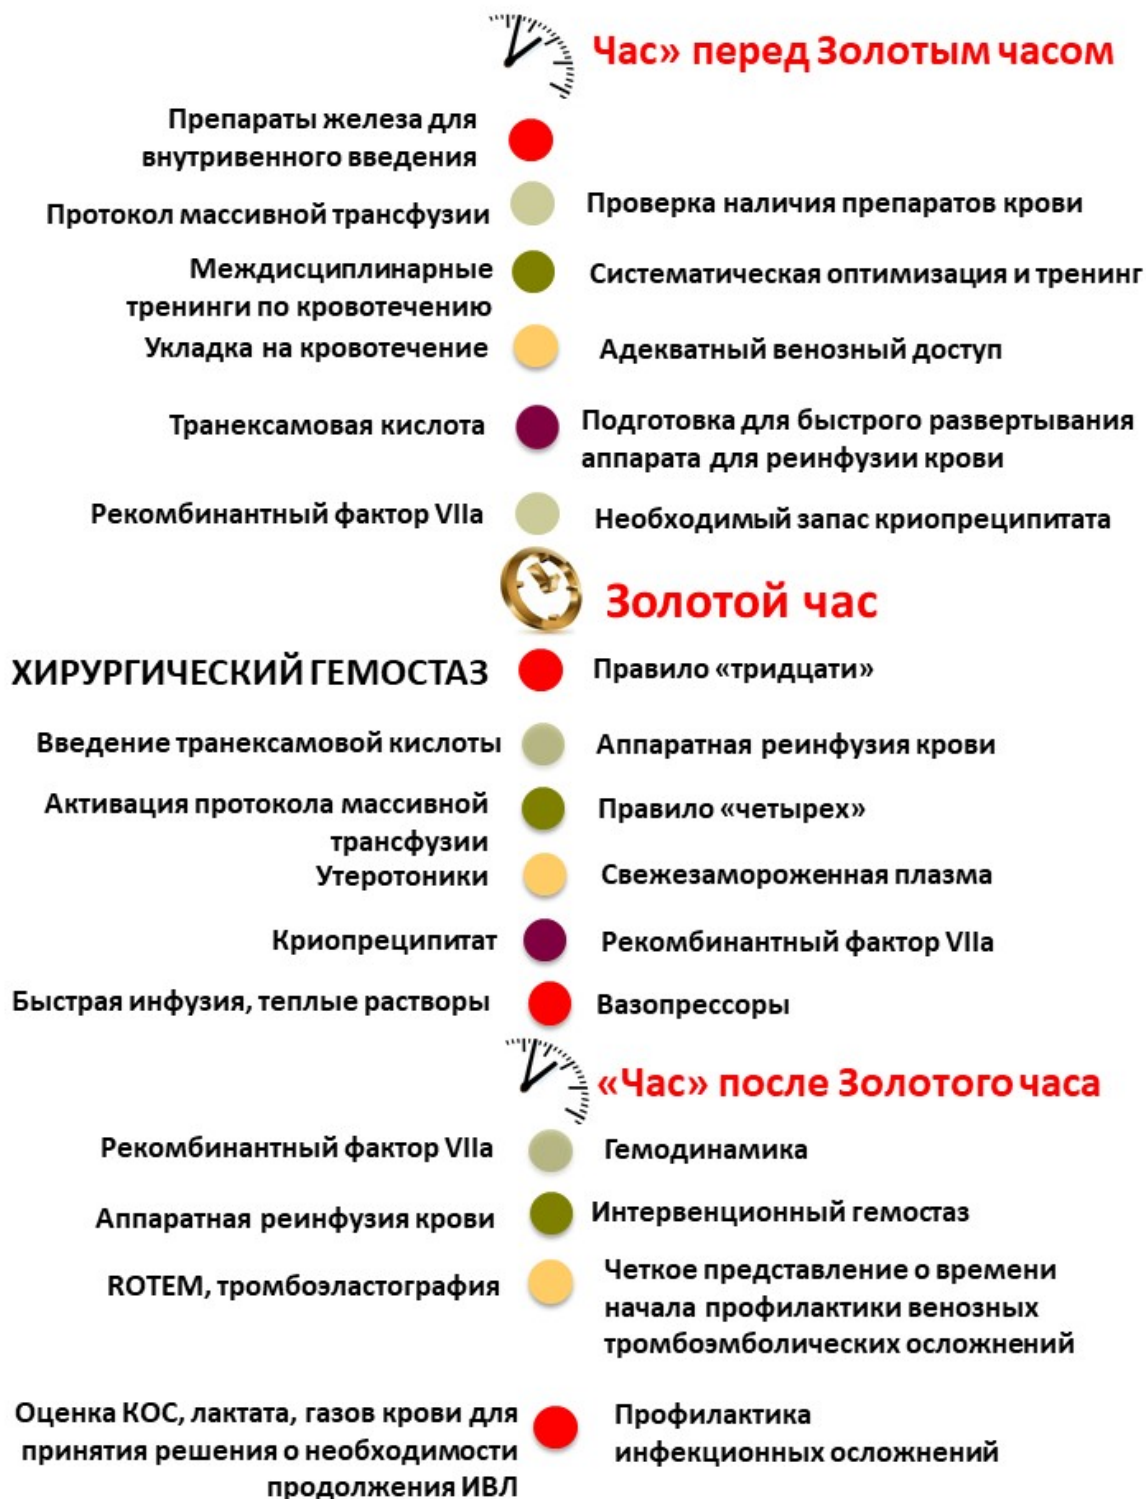 Час» перед Золотым часом
Препараты железа для
внутривенного введения
Протокол массивной трансфузии
Проверка наличия препаратов крови
Междисциплинарные
тренинги по кровотечению
Систематическая оптимизация и тренинг
Укладка на кровотечение
Адекватный венозный доступ
Транексамовая кислота
Подготовка для быстрого развертывания
аппарата для реинфузии крови
Рекомбинантный фактор VIIa
Необходимый запас криопреципитата
Золотой час
ХИРУРГИЧЕСКИЙ ГЕМОСТАЗ
Правило «тридцати»
Введение транексамовой кислоты
Аппаратная реинфузия крови
Активация протокола массивной
трансфузии
Правило «четырех»
Утеротоники
Свежезамороженная плазма
Криопреципитат
Рекомбинантный фактор VIIa
Быстрая инфузия, теплые растворы
Вазопрессоры
«Час» после Золотого часа
Рекомбинантный фактор VIIa
Гемодинамика
Аппаратная реинфузия крови
Интервенционный гемостаз
ROTEM, тромбоэластография
Четкое представление о времени
начала профилактики венозных
тромбоэмболических осложнений
Оценка КОС, лактата, газов крови для
принятия решения о необходимости
продолжения ИВЛ
Профилактика
инфекционных осложнений